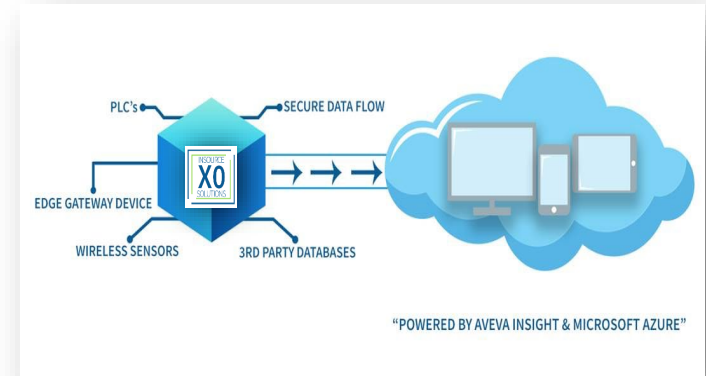 PLC's
SECURE DATA FLOW
INSOURCE
XO
SOLUTIONS
EDGE GATEWAY DEVICE
WIRELESS SENSORS
3RD PARTY DATABASES
“POWERED BY AVEVA INSIGHT & MICROSOFT AZURE”